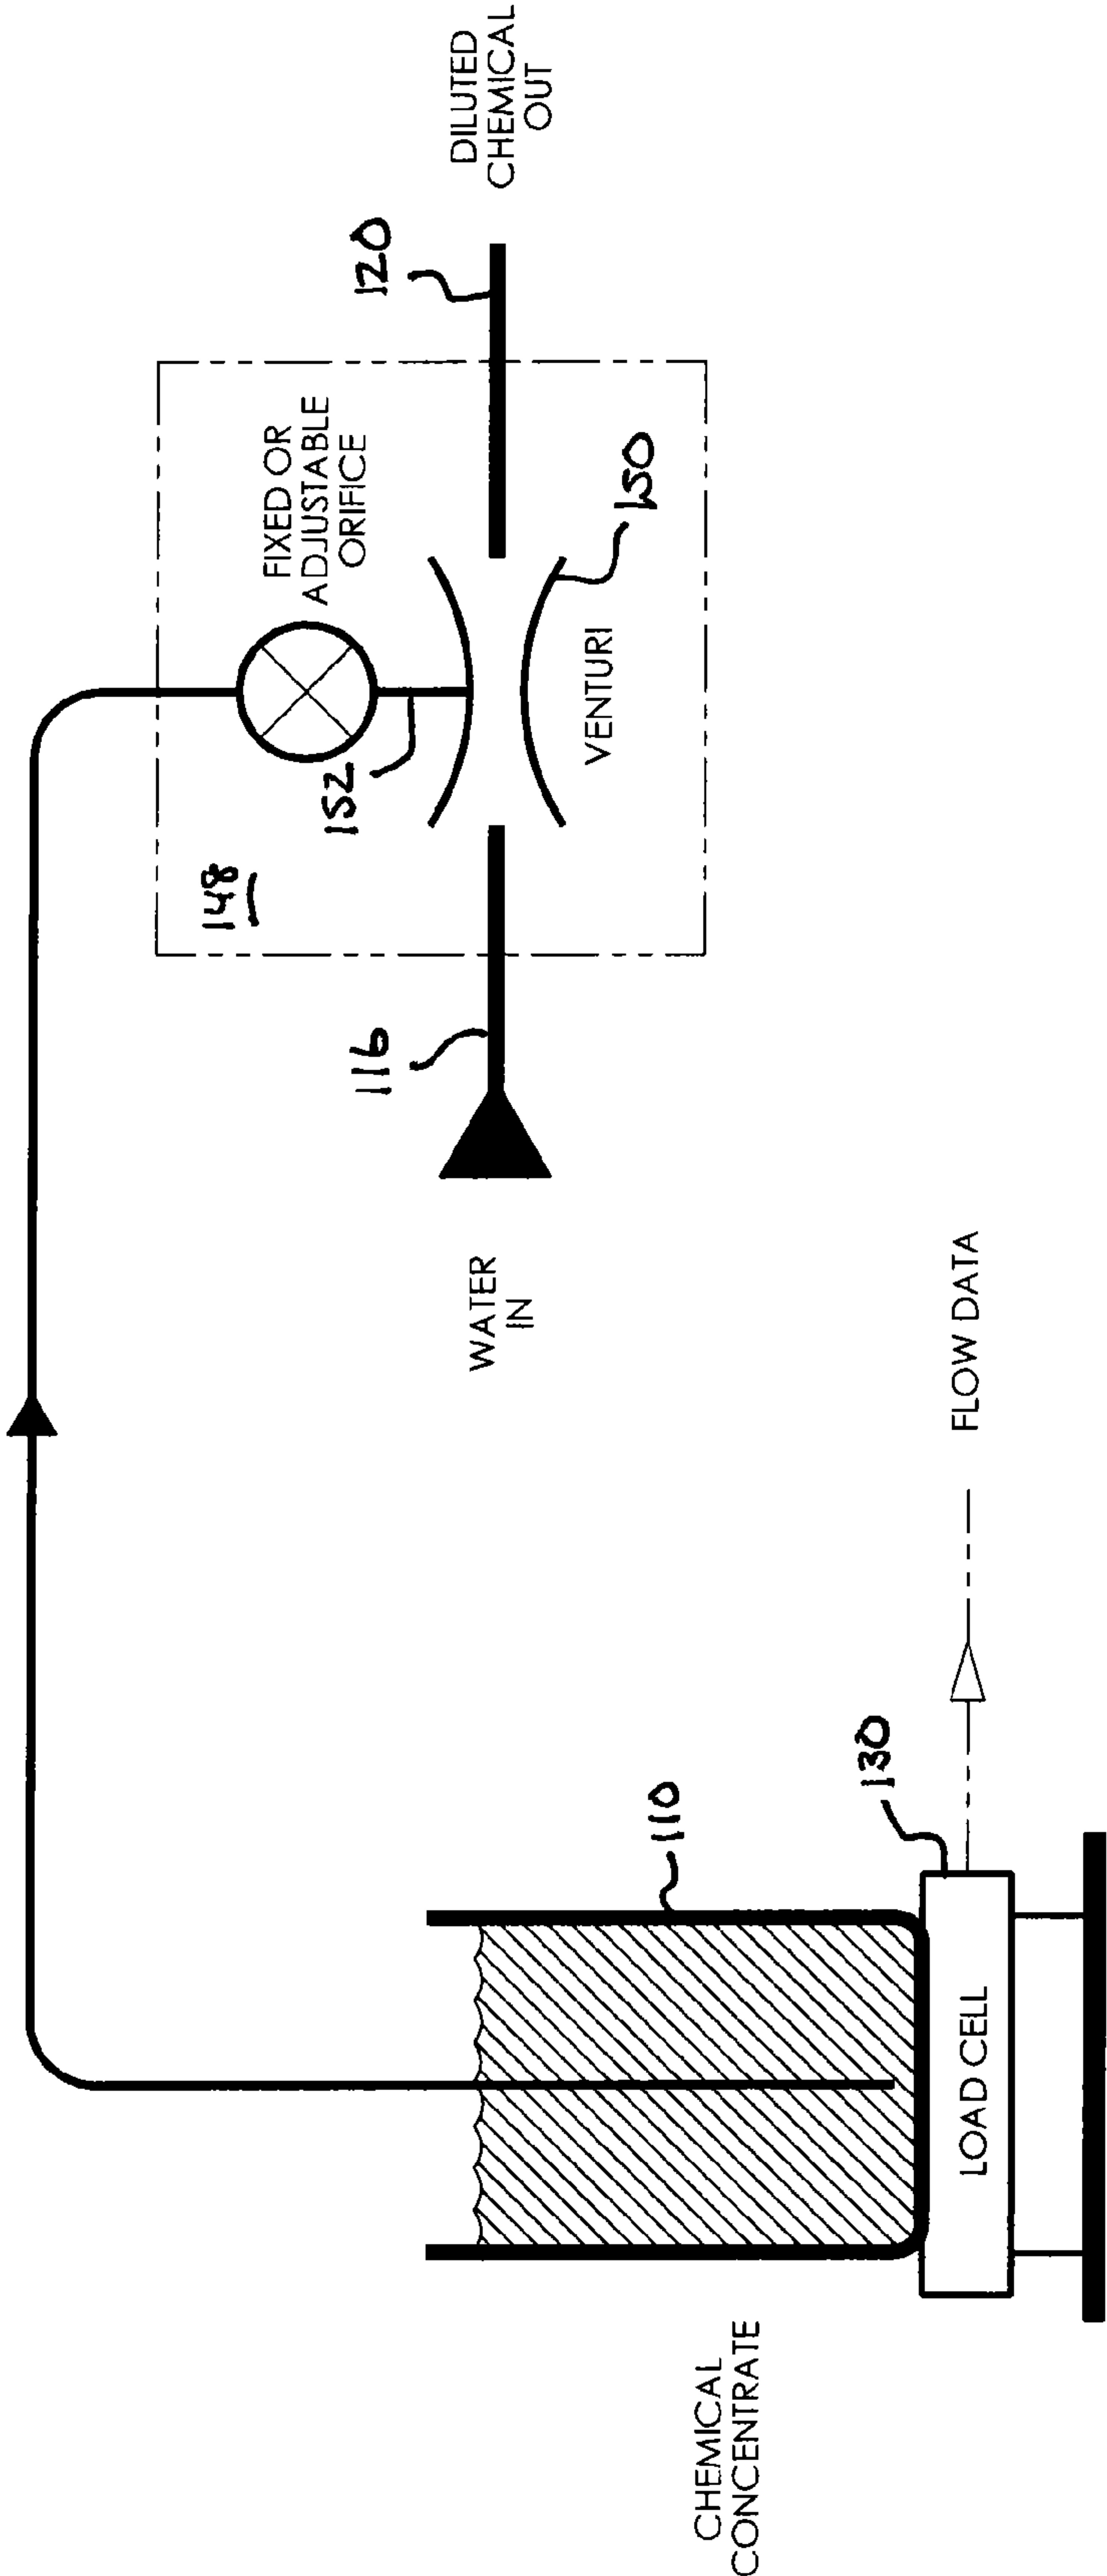 CHEMICAL
CONCENTRATE
110
LOAD CELL
130
FLOW DATA
WATER
IN
116
148
152
FIXED OR
ADJUSTABLE
ORIFICE
VENTURI
150
120
DILUTED
CHEMICAL
OUT